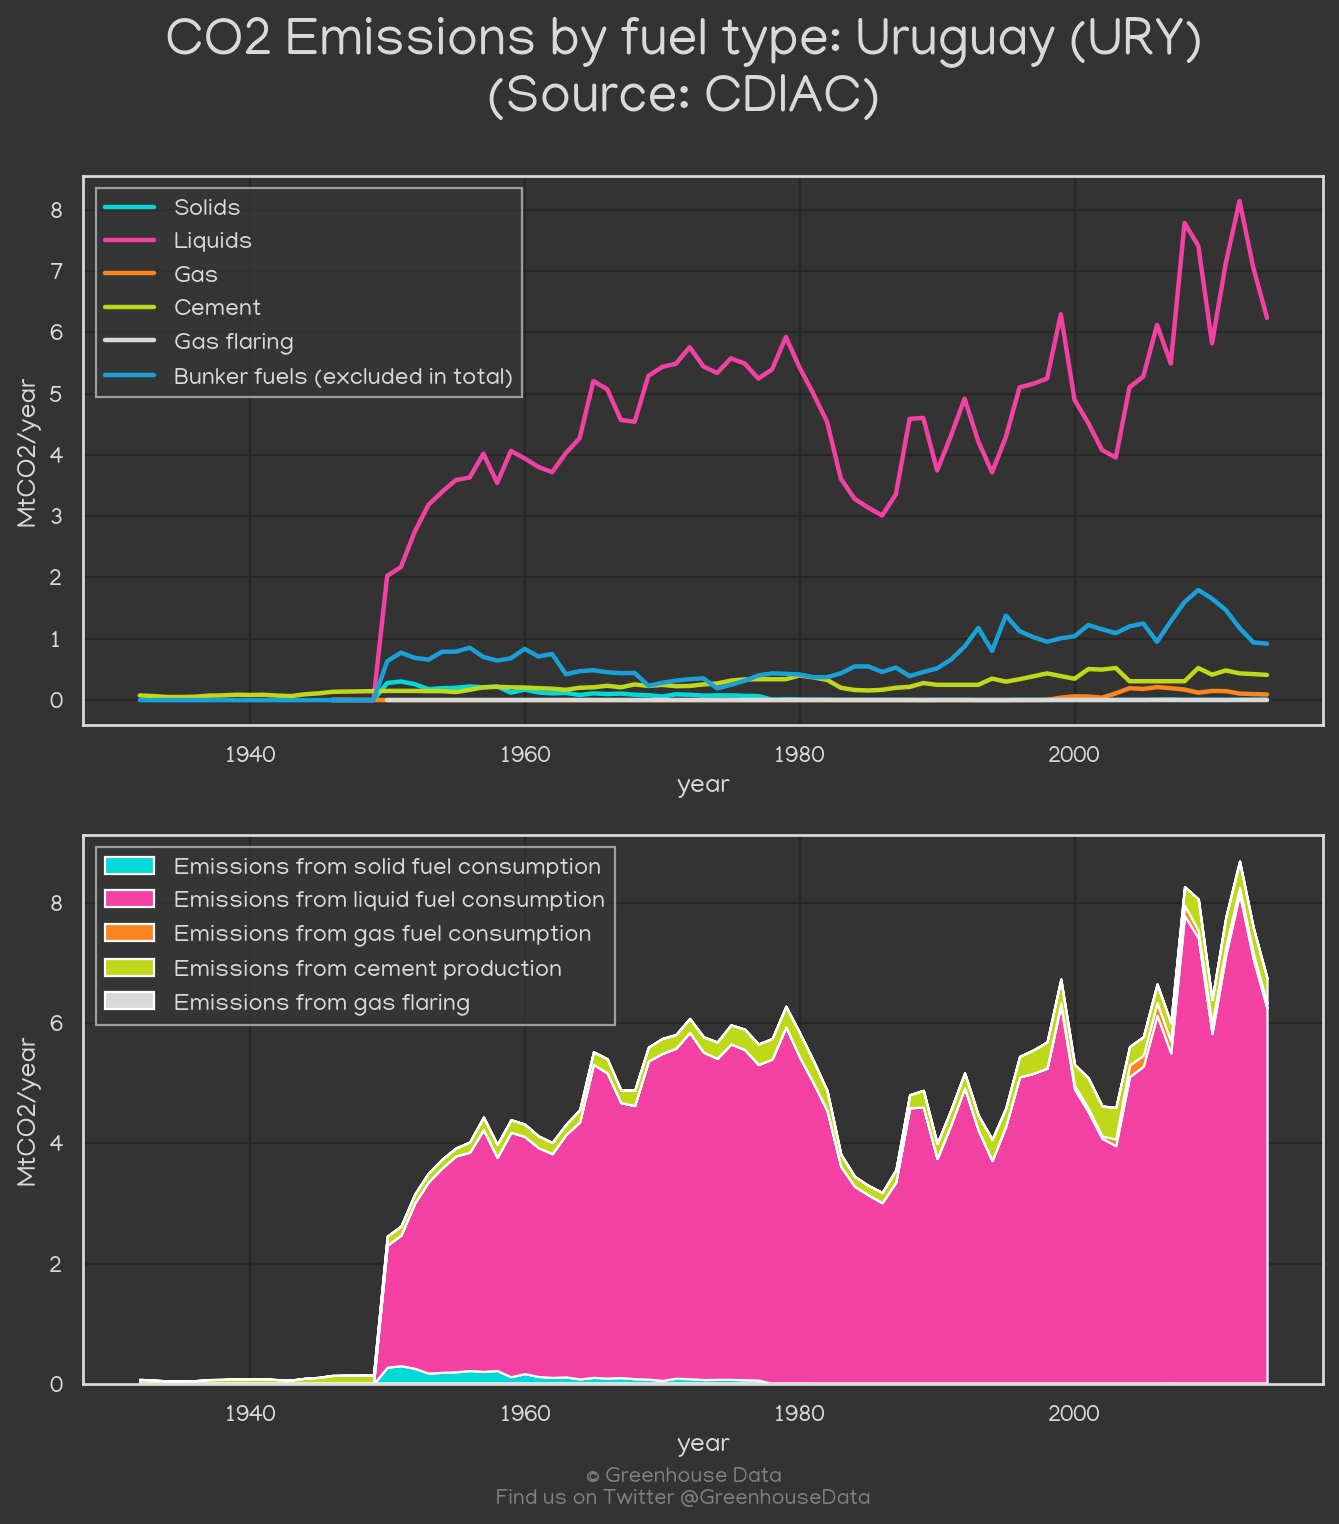 CO2 Emissions by fuel type: Uruguay (URY)
(Source: CDIAC)
Solids
Liquids
Gas
Cement
Gas flaring
Bunker fuels (excluded in total)
MtCO2/year
8
7
6
5
4
3
2
1
0
1940 1960 1980 2000
year
Emissions from solid fuel consumption
Emissions from liquid fuel consumption
Emissions from gas fuel consumption
Emissions from cement production
Emissions from gas flaring
MtCO2/year
8
6
4
2
0
1940 1960 1980 2000
year
© Greenhouse Data
Find us on Twitter @GreenhouseData